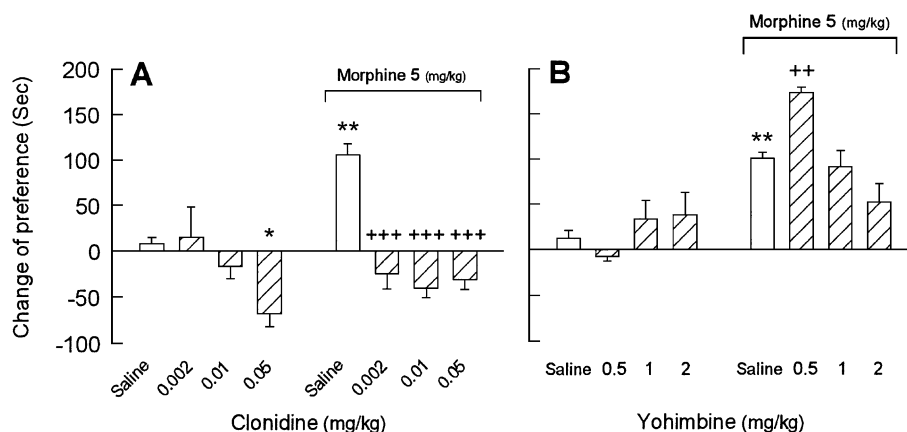 Morphine 5 (mg/kg)
A
B
Morphine 5 (mg/kg)
Change of preference (Sec)
200
150
100
50
0
-50
-100
**
*
+++ +++ +++
**
++
Saline 0.002 0.01 0.05 Saline 0.002 0.01 0.05
Saline 0.5 1 2 Saline 0.5 1 2
Clonidine (mg/kg)
Yohimbine (mg/kg)